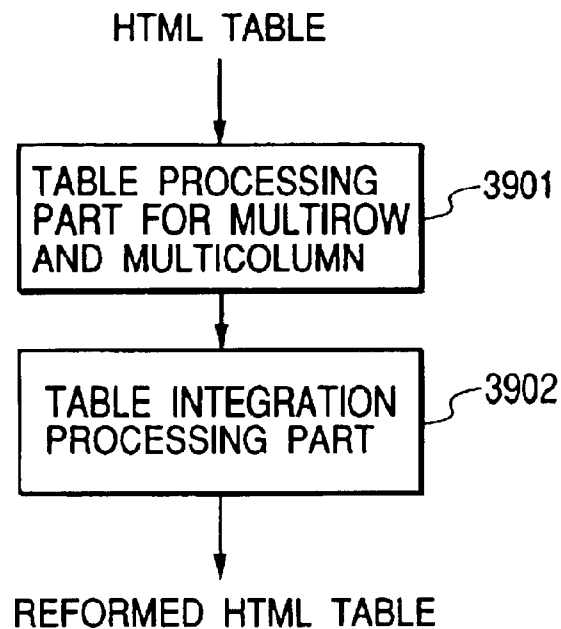 HTML TABLE
TABLE PROCESSING
PART FOR MULTIROW
AND MULTICOLUMN
3901
TABLE INTEGRATION
PROCESSING PART
3902
REFORMED HTML TABLE